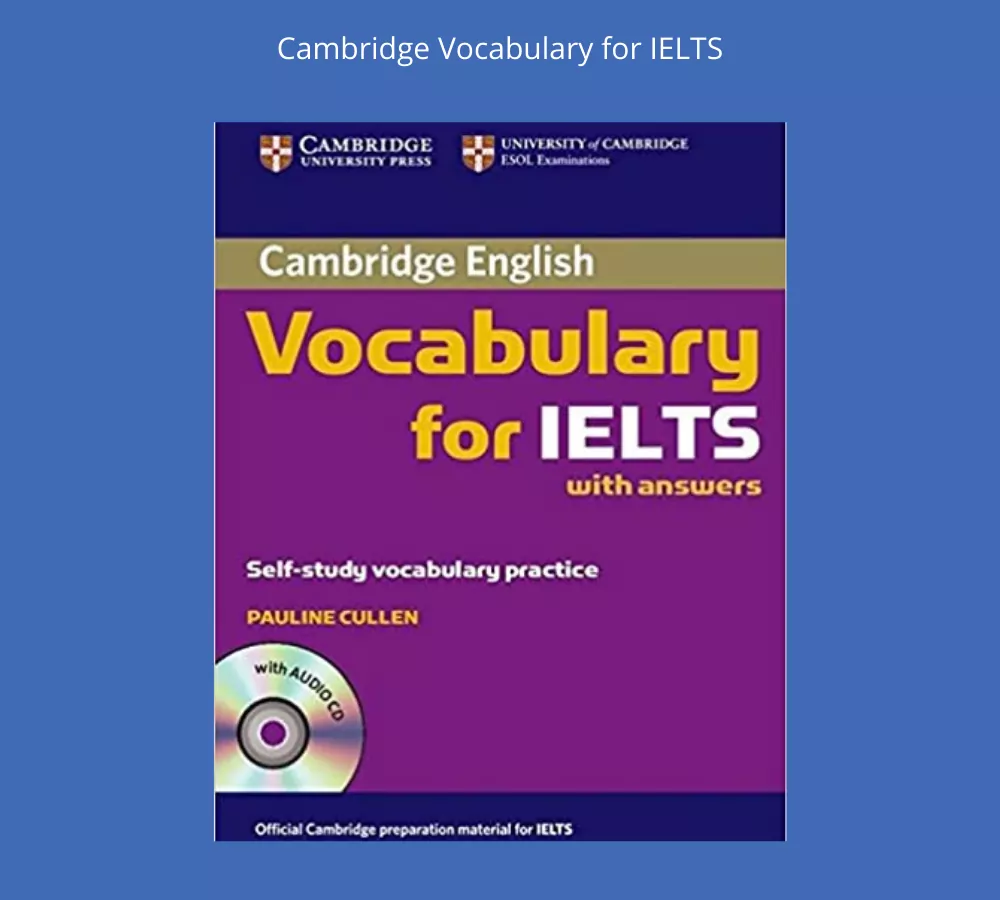 Cambridge Vocabulary for IELTS
CAMBRIDGE
UNIVERSITY PRESS
UNIVERSITY of CAMBRIDGE
ESOL Examinations
Cambridge English
Vocabulary
for IELTS
with answers
Self-study vocabulary practice
PAULINE CULLEN
with AUDIO CD
Official Cambridge preparation material for IELTS